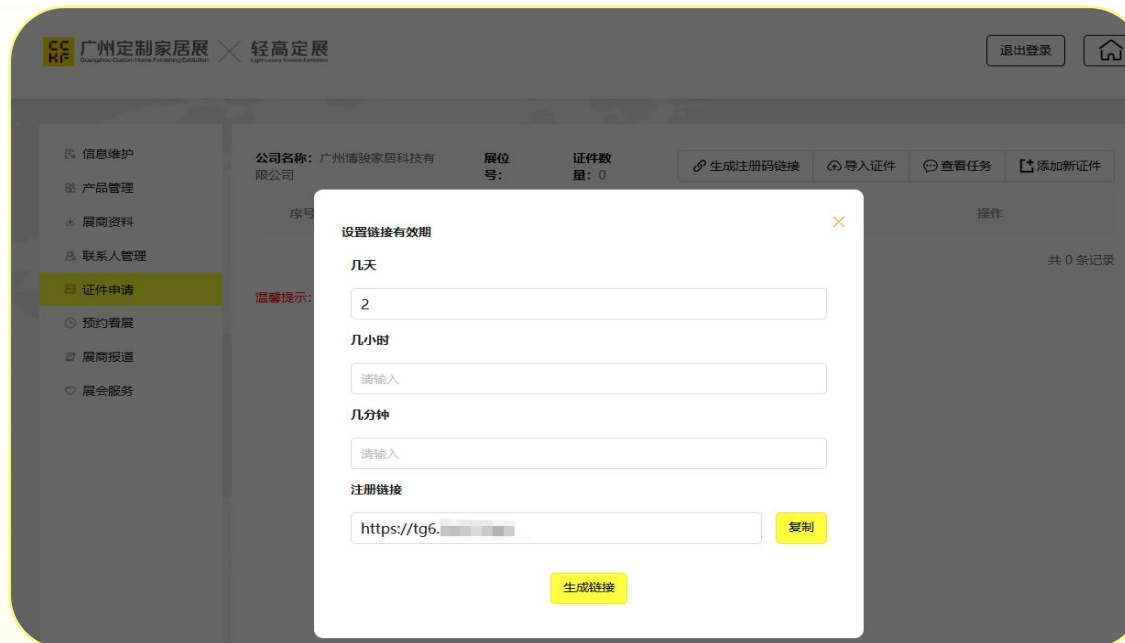 CCHF 广州定制家居展 × 轻高定展
Guangzhou Custom Home Furnishing Exhibition Light Luxury Custom Exhibition
退出登录
信息维护
产品管理
展商资料
联系人管理
证件申请
预约看展
展商报道
展会服务
公司名称: 广州博骏家居科技有限公司
展位号:
证件数量: 0
生成注册码链接
导入证件
查看任务
添加新证件
序号
操作
共 0 条记录
温馨提示:
设置链接有效期
几天
2
几小时
请输入
几分钟
请输入
注册链接
https://tg6.
复制
生成链接